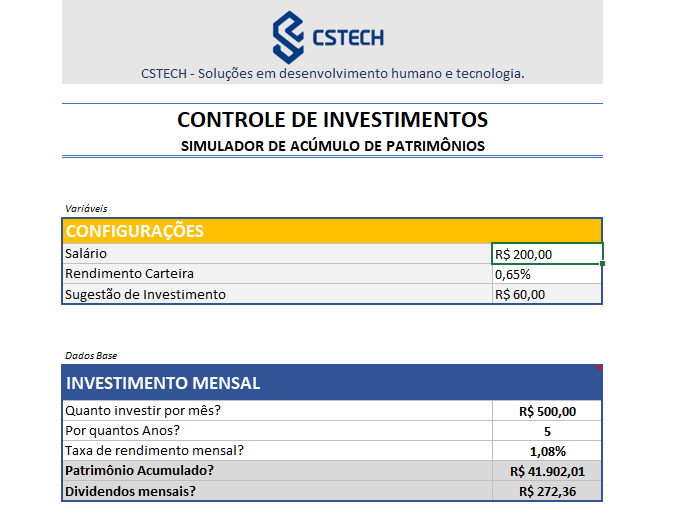 CSTECH
CSTECH - Soluções em desenvolvimento humano e tecnologia.
CONTROLE DE INVESTIMENTOS
SIMULADOR DE ACÚMULO DE PATRIMÔNIOS
Variáveis
CONFIGURAÇÕES
Salário R$ 200,00
Rendimento Carteira 0,65%
Sugestão de Investimento R$ 60,00
Dados Base
INVESTIMENTO MENSAL
Quanto investir por mês? R$ 500,00
Por quantos Anos? 5
Taxa de rendimento mensal? 1,08%
Patrimônio Acumulado? R$ 41.902,01
Dividendos mensais? R$ 272,36